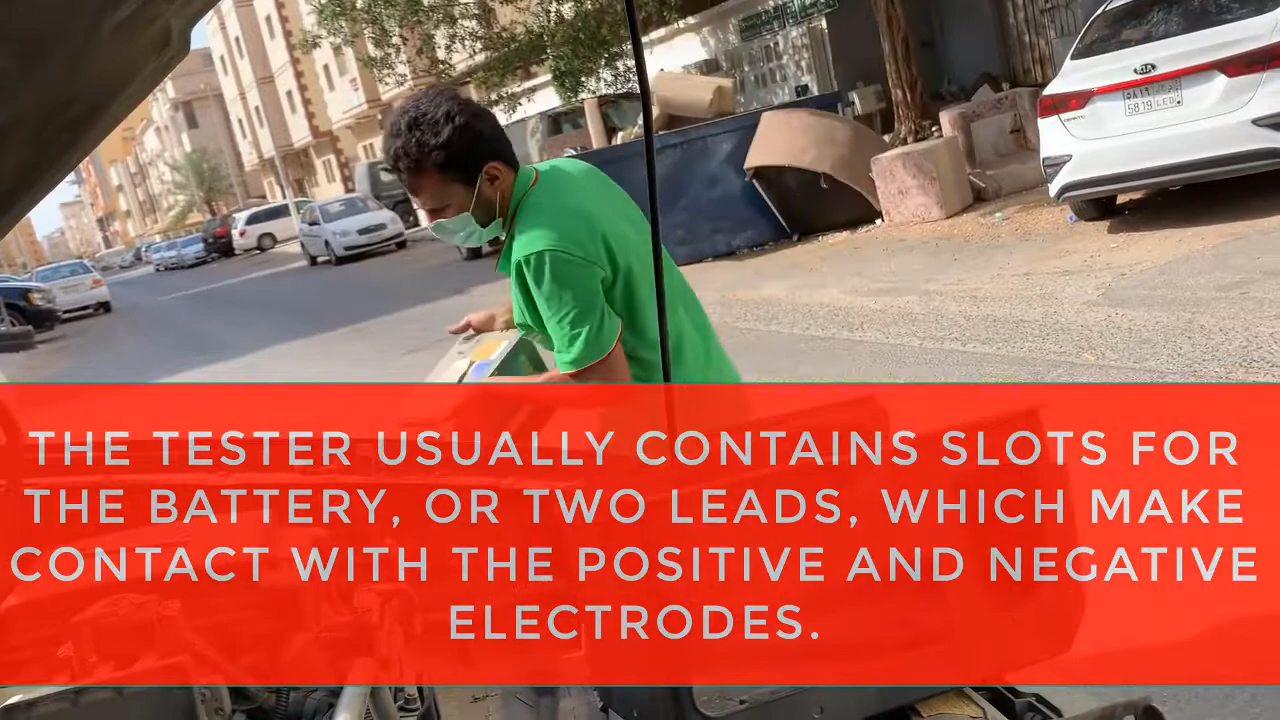 KIA
5819 LED
THE TESTER USUALLY CONTAINS SLOTS FOR
THE BATTERY, OR TWO LEADS, WHICH MAKE
CONTACT WITH THE POSITIVE AND NEGATIVE
ELECTRODES.